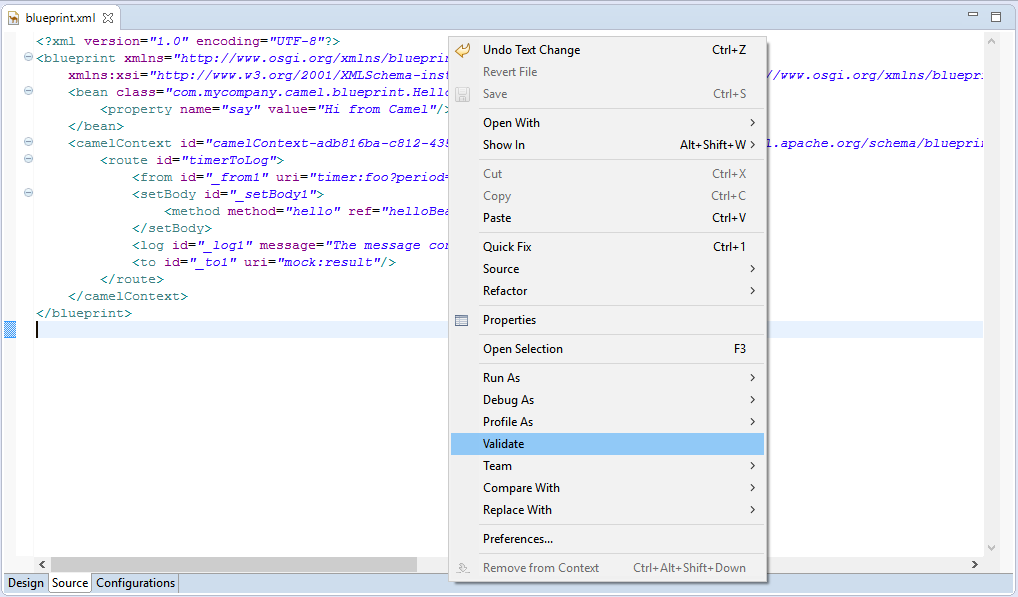 blueprint.xml
<?xml version="1.0" encoding="UTF-8"?>
<blueprint xmlns="http://www.osgi.org/xmlns/blueprin
xmlns:xsi="http://www.w3.org/2001/XMLSchema-inst //www.osgi.org/xmlns/bluepri
<bean class="com.mycompany.camel.blueprint.Hello
<property name="say" value="Hi from Camel"/>
</bean>
<camelContext id="camelContext-adb816ba-c812-435 l.apache.org/schema/blueprin
<route id="timerToLog">
<from id="_from1" uri="timer:foo?period=
<setBody id="_setBody1">
<method method="hello" ref="helloBea
</setBody>
<log id="_log1" message="The message con
<to id="_to1" uri="mock:result"/>
</route>
</camelContext>
</blueprint>
Undo Text Change Ctrl+Z
Revert File
Save Ctrl+S
Open With
Show In Alt+Shift+W
Cut Ctrl+X
Copy Ctrl+C
Paste Ctrl+V
Quick Fix Ctrl+1
Source
Refactor
Properties
Open Selection F3
Run As
Debug As
Profile As
Validate
Team
Compare With
Replace With
Preferences...
Remove from Context Ctrl+Alt+Shift+Down
Design Source Configurations